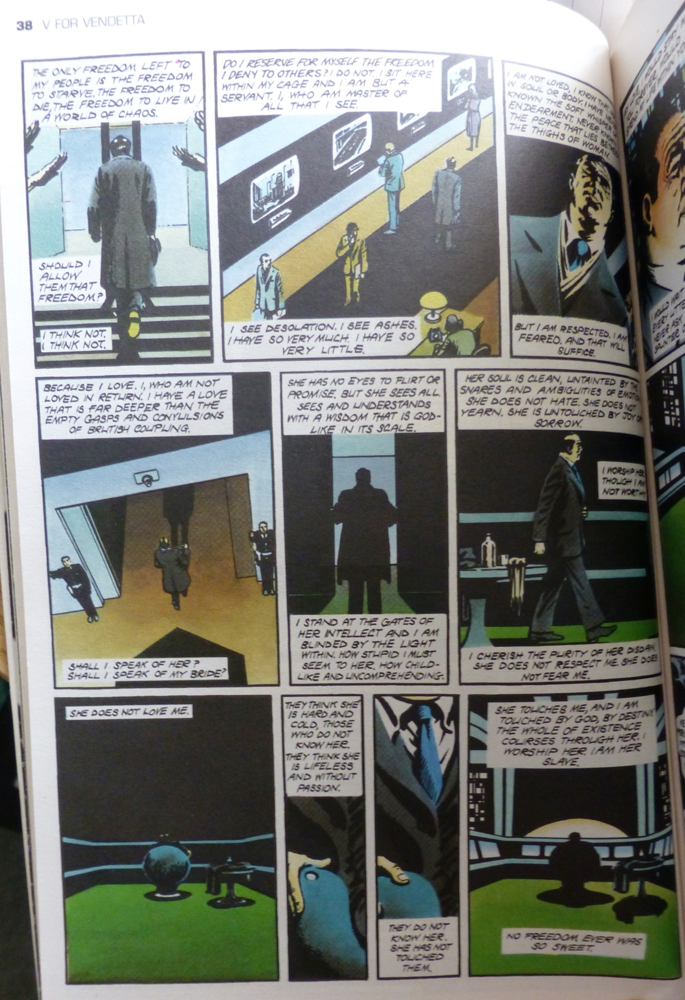 38 V FOR VENDETTA
THE ONLY FREEDOM LEFT TO
MY PEOPLE IS THE FREEDOM
TO STARVE. THE FREEDOM TO
DIE, THE FREEDOM TO LIVE IN
A WORLD OF CHAOS.
SHOULD I
ALLOW
THEM THAT
FREEDOM?
I THINK NOT.
I THINK NOT.
DO I RESERVE FOR MYSELF THE FREEDOM
I DENY TO OTHERS? I DO NOT. I SIT HERE
WITHIN MY CAGE AND I AM BUT A
SERVANT. I, WHO AM MASTER OF
ALL THAT I SEE.
I SEE DESOLATION. I SEE ASHES.
I HAVE SO VERY MUCH. I HAVE SO
VERY LITTLE.
I AM NOT LOVED, I KNOW THAT.
IN SOUL OR BODY. I HAVE NEVER
KNOWN THE SOFT WHISPER
ENDEARMENT. NEVER KNOWN
THE PEACE THAT LIES
THE THIGHS OF WOMAN.
BUT I AM RESPECTED. I AM
FEARED. AND THAT WILL
SUFFICE.
BECAUSE I LOVE. I, WHO AM NOT
LOVED IN RETURN. I HAVE A LOVE
THAT IS FAR DEEPER THAN THE
EMPTY GASPS AND CONVULSIONS
OF BRUTISH COUPLING.
SHALL I SPEAK OF HER?
SHALL I SPEAK OF MY BRIDE?
SHE HAS NO EYES TO FLIRT OR
PROMISE. BUT SHE SEES ALL.
SEES AND UNDERSTANDS
WITH A WISDOM THAT IS GOD-
LIKE IN ITS SCALE.
I STAND AT THE GATES OF
HER INTELLECT AND I AM
BLINDED BY THE LIGHT
WITHIN. HOW STUPID I MUST
SEEM TO HER. HOW CHILD-
LIKE AND UNCOMPREHENDING.
HER SOUL IS CLEAN, UNTAINTED BY THE
SNARES AND AMBIGUITIES OF EMOTION.
SHE DOES NOT HATE. SHE DOES NOT
YEARN. SHE IS UNTOUCHED BY JOY OR
SORROW.
I WORSHIP HER
THOUGH I AM
NOT WORTHY
I CHERISH THE PURITY OF HER DISDAIN.
SHE DOES NOT RESPECT ME. SHE DOES
NOT FEAR ME.
SHE DOES NOT LOVE ME.
THEY THINK SHE
IS HARD AND
COLD, THOSE
WHO DO NOT
KNOW HER.
THEY THINK SHE
IS LIFELESS
AND WITHOUT
PASSION.
THEY DO NOT
KNOW HER.
SHE HAS NOT
TOUCHED
THEM.
SHE TOUCHES ME, AND I AM
TOUCHED BY GOD, BY DESTINY.
THE WHOLE OF EXISTENCE
COURSES THROUGH HER. I
WORSHIP HER. I AM HER
SLAVE.
NO FREEDOM EVER WAS
SO SWEET.